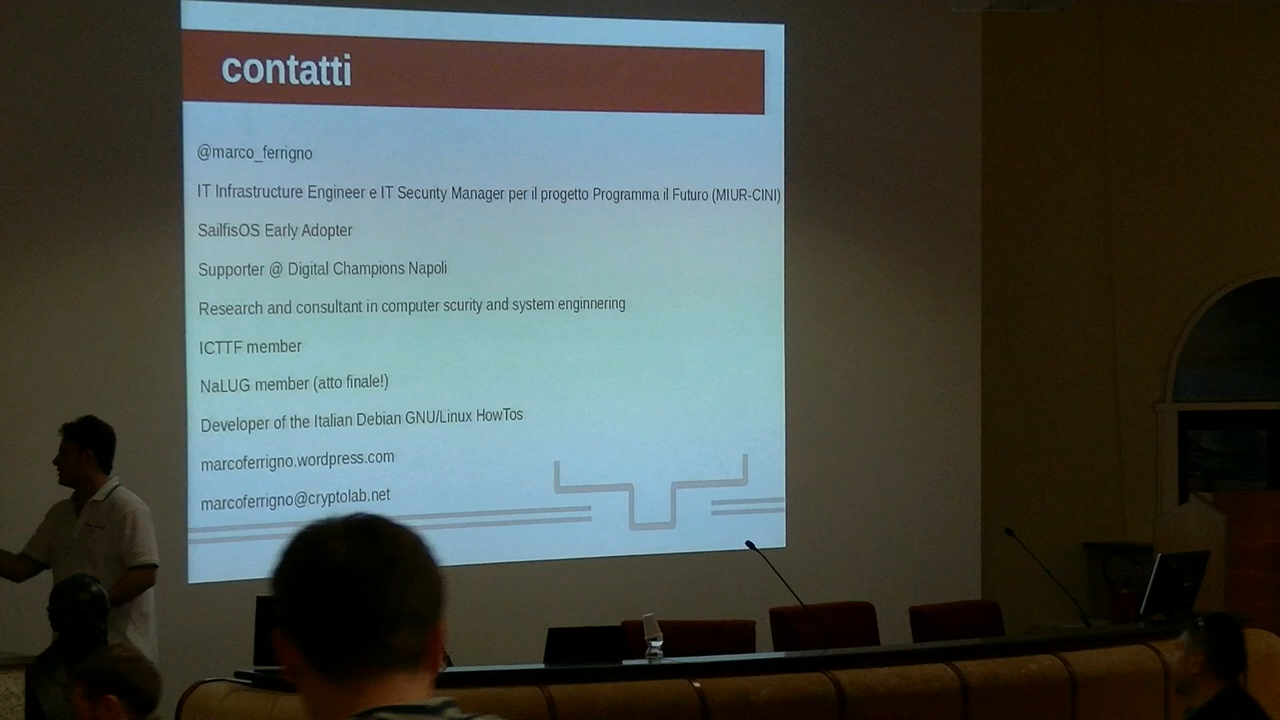 contatti
@marco_ferrigno
IT Infrastructure Engineer e IT Security Manager per il progetto Programma il Futuro (MIUR-CINI)
SailfisOS Early Adopter
Supporter @ Digital Champions Napoli
Research and consultant in computer scurity and system enginnering
ICTTF member
NaLUG member (atto finale!)
Developer of the Italian Debian GNU/Linux HowTos
marcoferrigno.wordpress.com
marcoferrigno@cryptolab.net